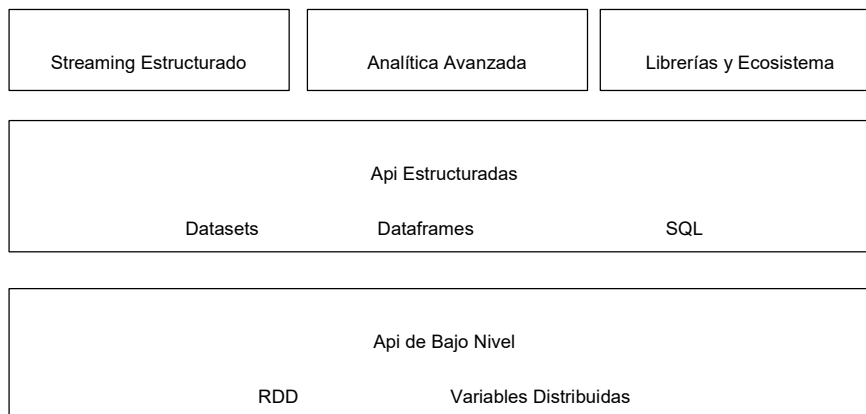 Streaming Estructurado
Analítica Avanzada
Librerías y Ecosistema
Api Estructuradas
Datasets Dataframes SQL
Api de Bajo Nivel
RDD Variables Distribuidas